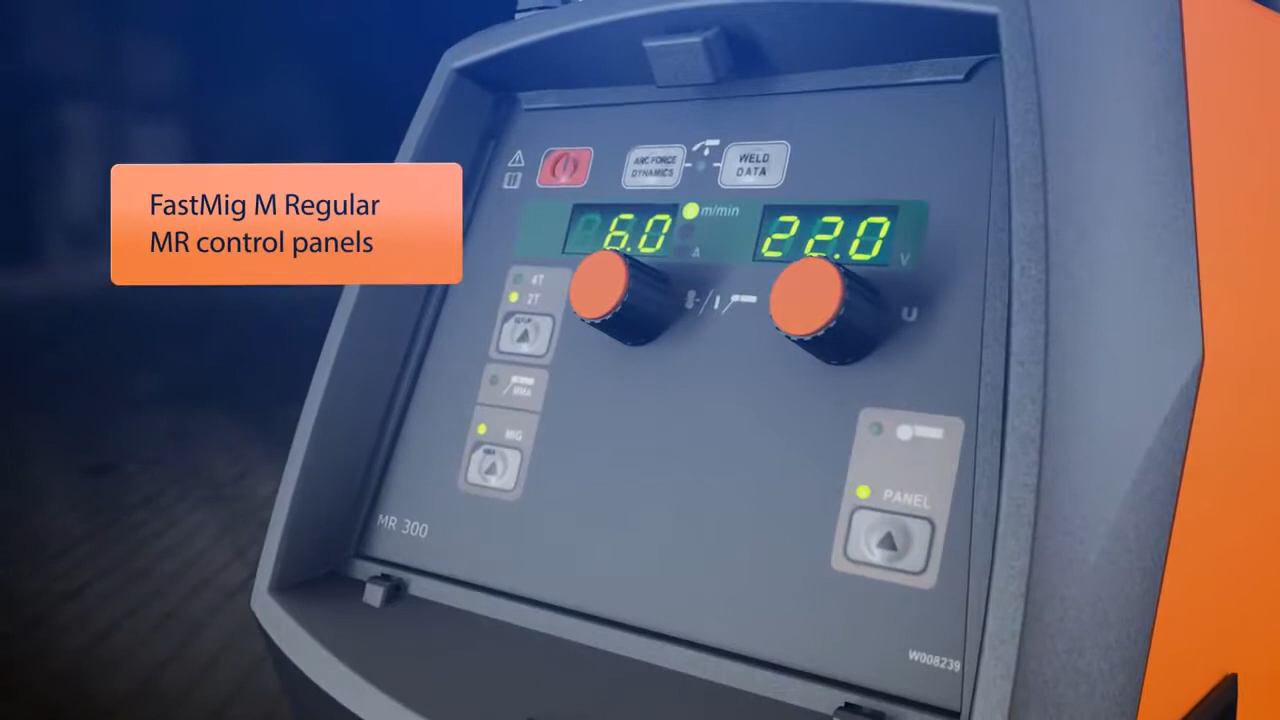 FastMig M Regular
MR control panels
ARC FORCE
DYNAMICS
WELD
DATA
6.0
m/min
A
22.0
V
4T
2T
SETUP
U
MMA
MIG
PANEL
MR 300
W008239